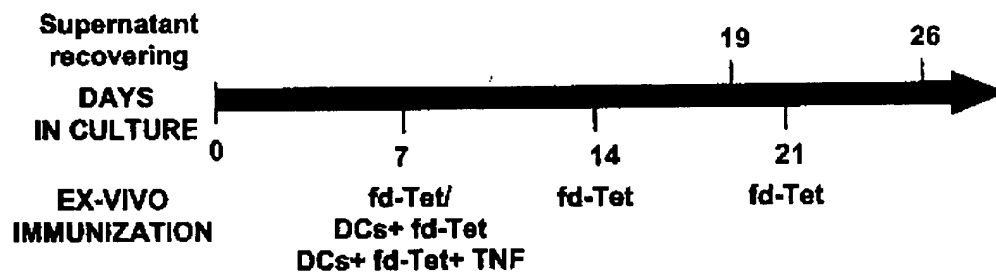 Supernatant
recovering
19 26
DAYS
IN CULTURE
0 7 14 21
EX-VIVO
IMMUNIZATION
fd-Tet/ fd-Tet fd-Tet
DCs+ fd-Tet
DCs+ fd-Tet+ TNF